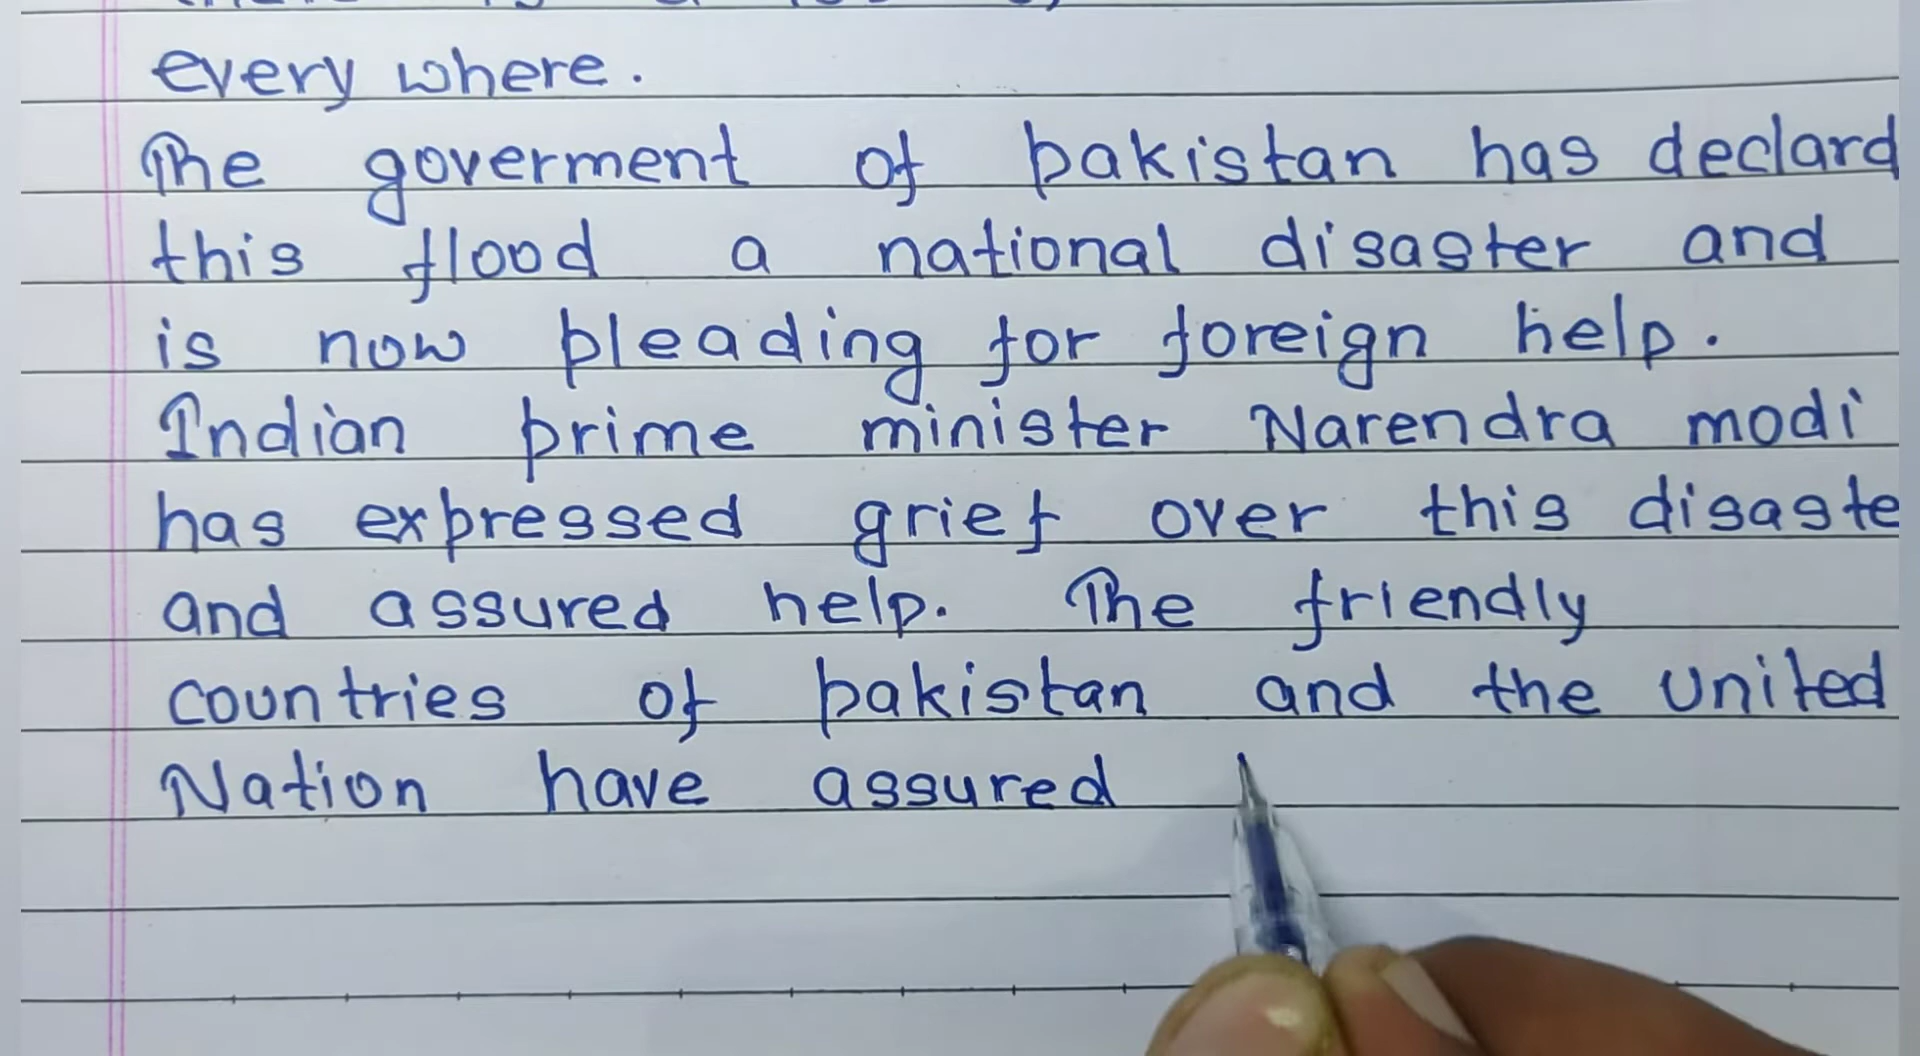 every where.
The goverment of pakistan has declard
this flood a national disaster and
is now pleading for foreign help.
Indian prime minister Narendra modi
has expressed grief over this disaste
and assured help. The friendly
countries of pakistan and the united
Nation have assured